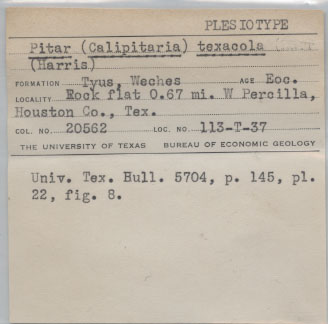 PLESIOTYPE
Pitar (Calipitaria) texacola
(Harris)
FORMATION Tyus, Weches AGE Eoc.
LOCALITY Rock flat 0.67 mi. W Percilla,
Houston Co., Tex.
COL. NO. 20562 LOC. NO. 113-T-37
THE UNIVERSITY OF TEXAS BUREAU OF ECONOMIC GEOLOGY
Univ. Tex. Bull. 5704, p. 145, pl.
22, fig. 8.